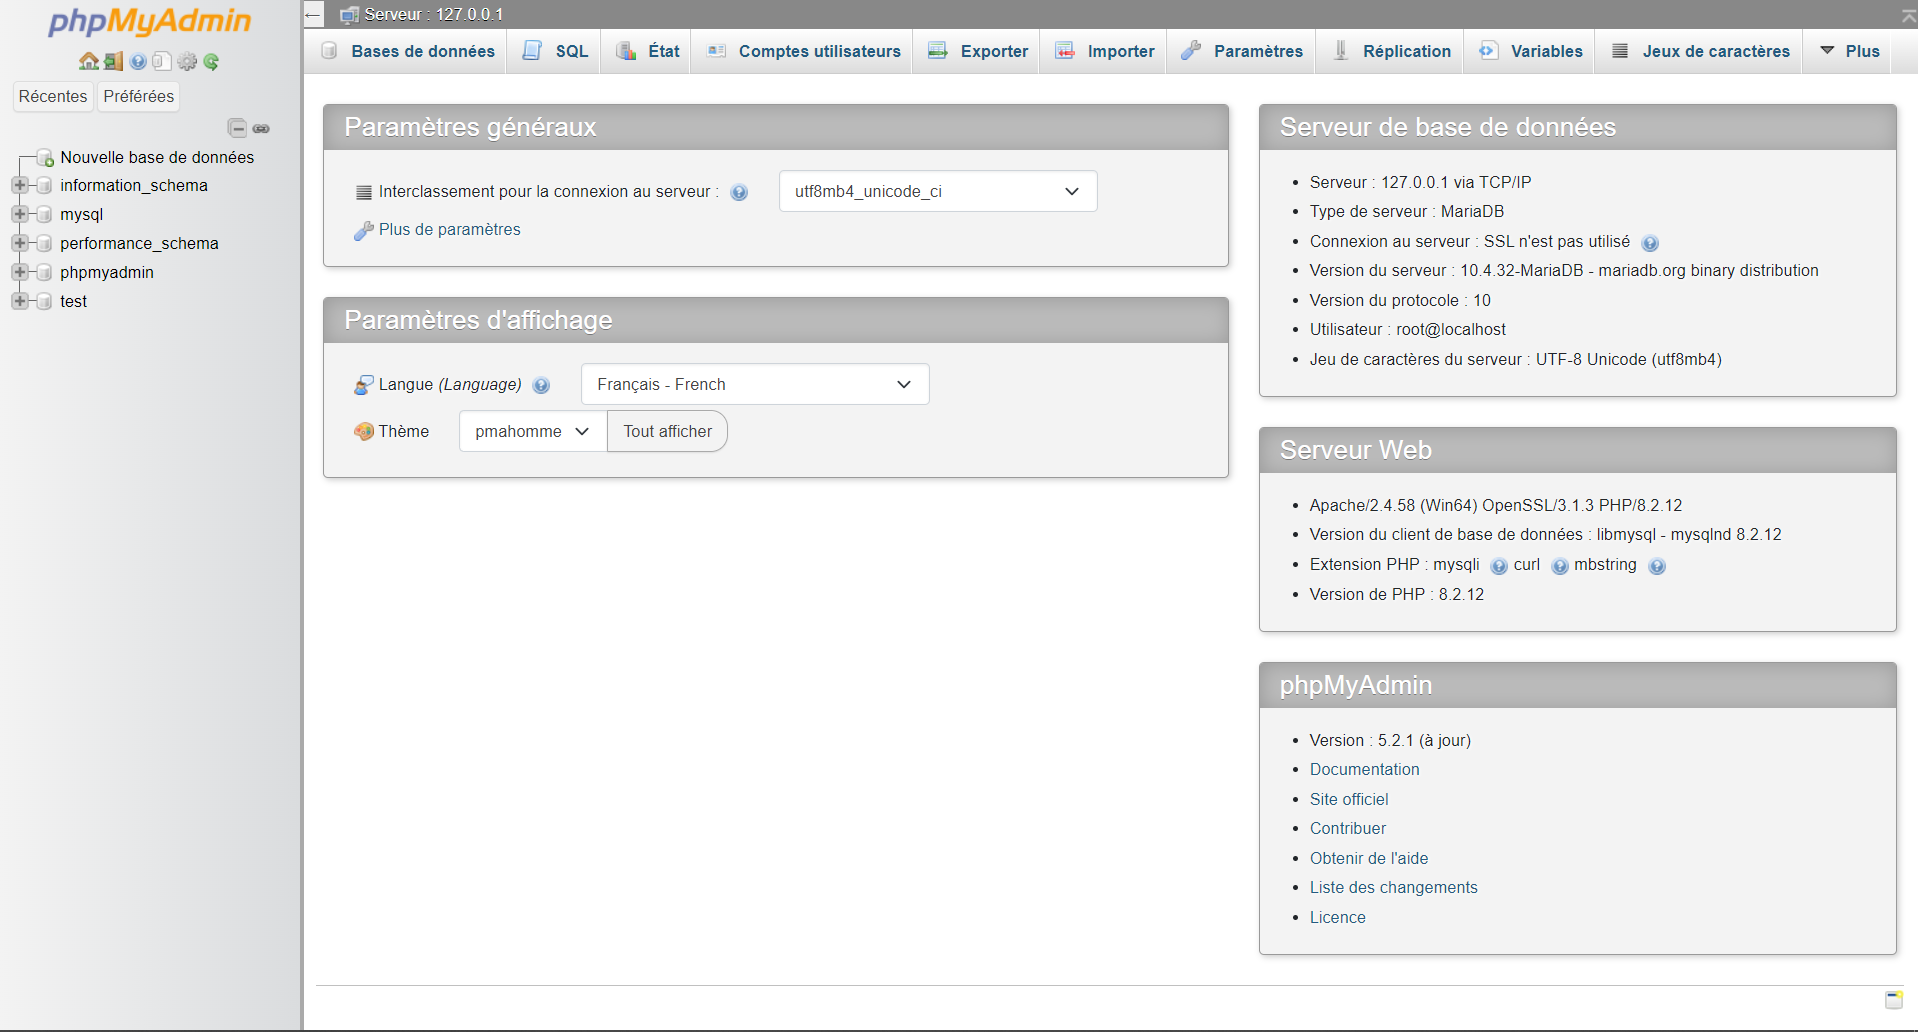 phpMyAdmin
Récentes Préférées
Nouvelle base de données
information_schema
mysql
performance_schema
phpmyadmin
test
Serveur : 127.0.0.1
Bases de données SQL État Comptes utilisateurs Exporter Importer Paramètres Réplication Variables Jeux de caractères Plus
Paramètres généraux
Interclassement pour la connexion au serveur : utf8mb4_unicode_ci
Plus de paramètres
Paramètres d'affichage
Langue (Language) Français - French
Thème pmahomme Tout afficher
Serveur de base de données
• Serveur : 127.0.0.1 via TCP/IP
• Type de serveur : MariaDB
• Connexion au serveur : SSL n'est pas utilisé
• Version du serveur : 10.4.32-MariaDB - mariadb.org binary distribution
• Version du protocole : 10
• Utilisateur : root@localhost
• Jeu de caractères du serveur : UTF-8 Unicode (utf8mb4)
Serveur Web
• Apache/2.4.58 (Win64) OpenSSL/3.1.3 PHP/8.2.12
• Version du client de base de données : libmysql - mysqlnd 8.2.12
• Extension PHP : mysqli curl mbstring
• Version de PHP : 8.2.12
phpMyAdmin
• Version : 5.2.1 (à jour)
• Documentation
• Site officiel
• Contribuer
• Obtenir de l'aide
• Liste des changements
• Licence